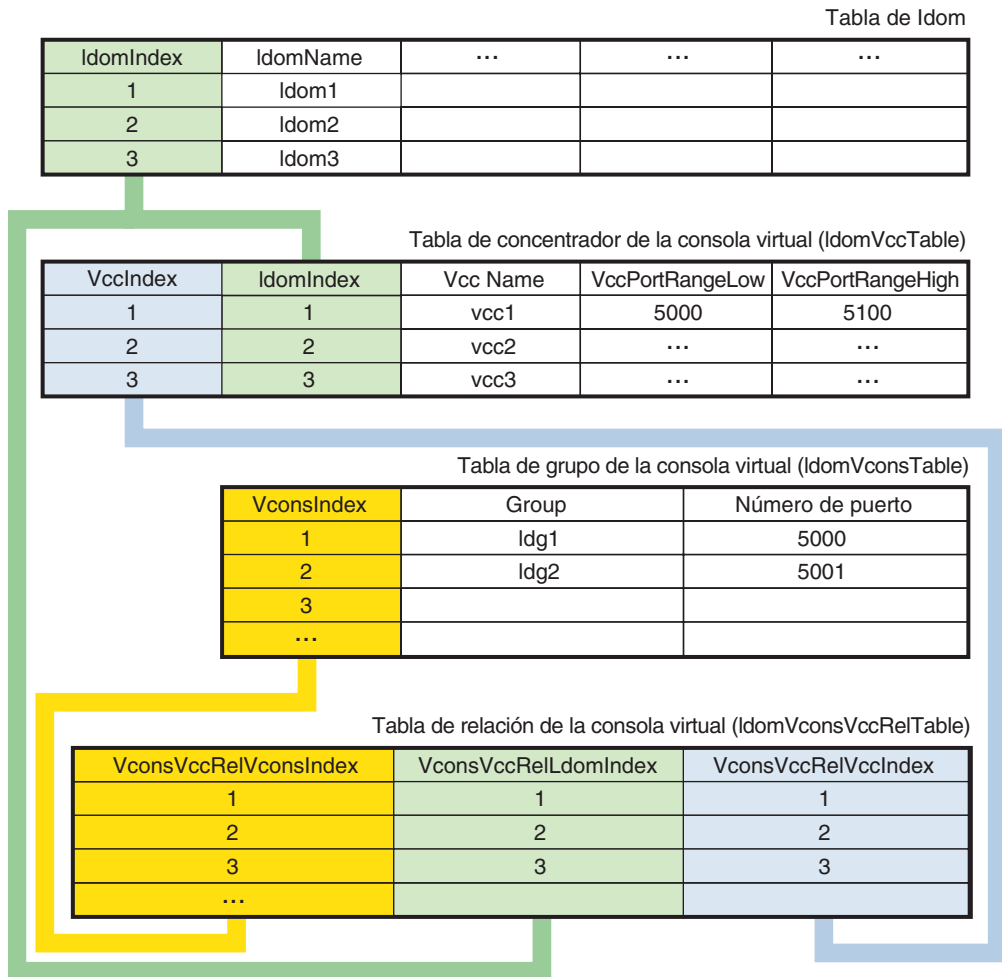 Tabla de ldom
ldomIndex ldomName ... ... ...
1 ldom1
2 ldom2
3 ldom3
Tabla de concentrador de la consola virtual (ldomVccTable)
VccIndex ldomIndex Vcc Name VccPortRangeLow VccPortRangeHigh
1 1 vcc1 5000 5100
2 2 vcc2 ... ...
3 3 vcc3 ... ...
Tabla de grupo de la consola virtual (ldomVconsTable)
VconsIndex Group Número de puerto
1 ldg1 5000
2 ldg2 5001
3
...
Tabla de relación de la consola virtual (ldomVconsVccRelTable)
VconsVccRelVconsIndex VconsVccRelLdomIndex VconsVccRelVccIndex
1 1 1
2 2 2
3 3 3
...